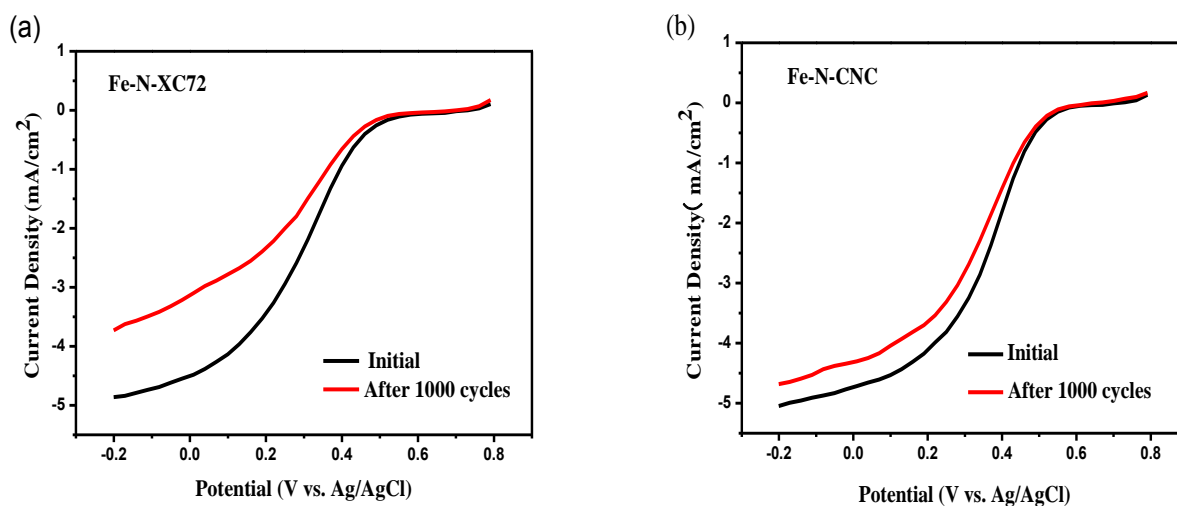 (a)
Fe-N-XC72
Current Density (mA/cm²)
1
0
-1
-2
-3
-4
-5
Initial
After 1000 cycles
-0.2 0.0 0.2 0.4 0.6 0.8
Potential (V vs. Ag/AgCl)
(b)
Fe-N-CNC
Current Density( mA/cm²)
1
0
-1
-2
-3
-4
-5
Initial
After 1000 cycles
-0.2 0.0 0.2 0.4 0.6 0.8
Potential (V vs. Ag/AgCl)